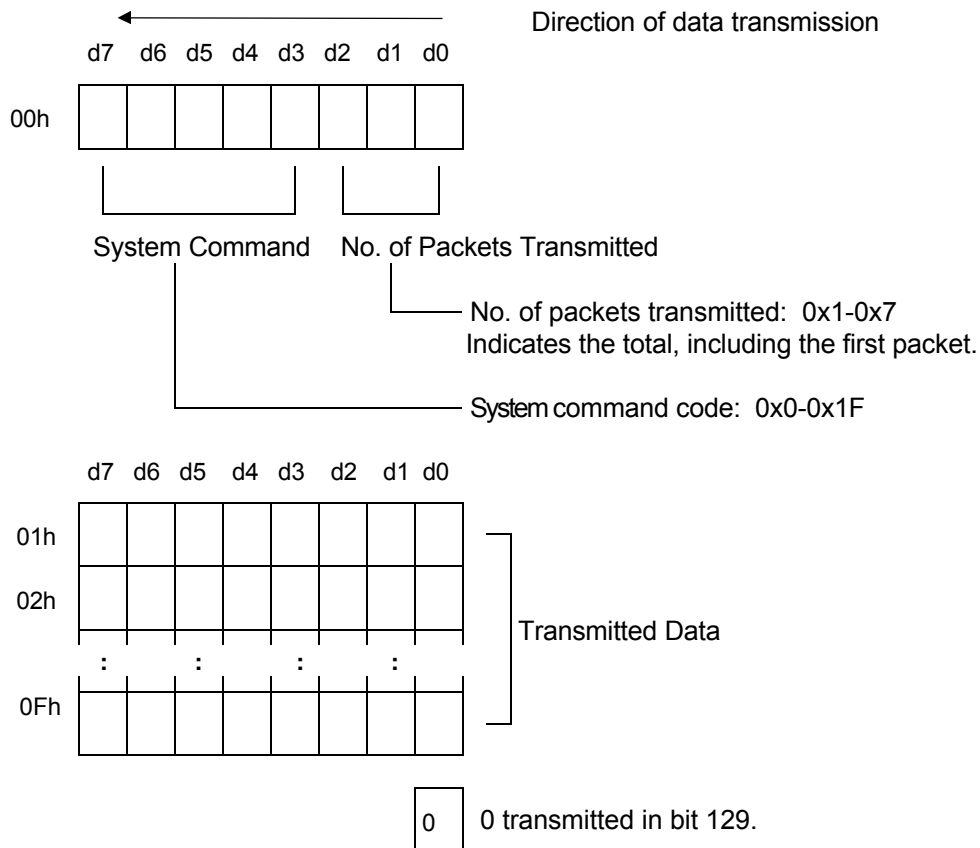 Direction of data transmission
d7 d6 d5 d4 d3 d2 d1 d0
00h
System Command No. of Packets Transmitted
No. of packets transmitted: 0x1-0x7
Indicates the total, including the first packet.
System command code: 0x0-0x1F
d7 d6 d5 d4 d3 d2 d1 d0
01h
02h
Transmitted Data
: : : :
0Fh
0 0 transmitted in bit 129.